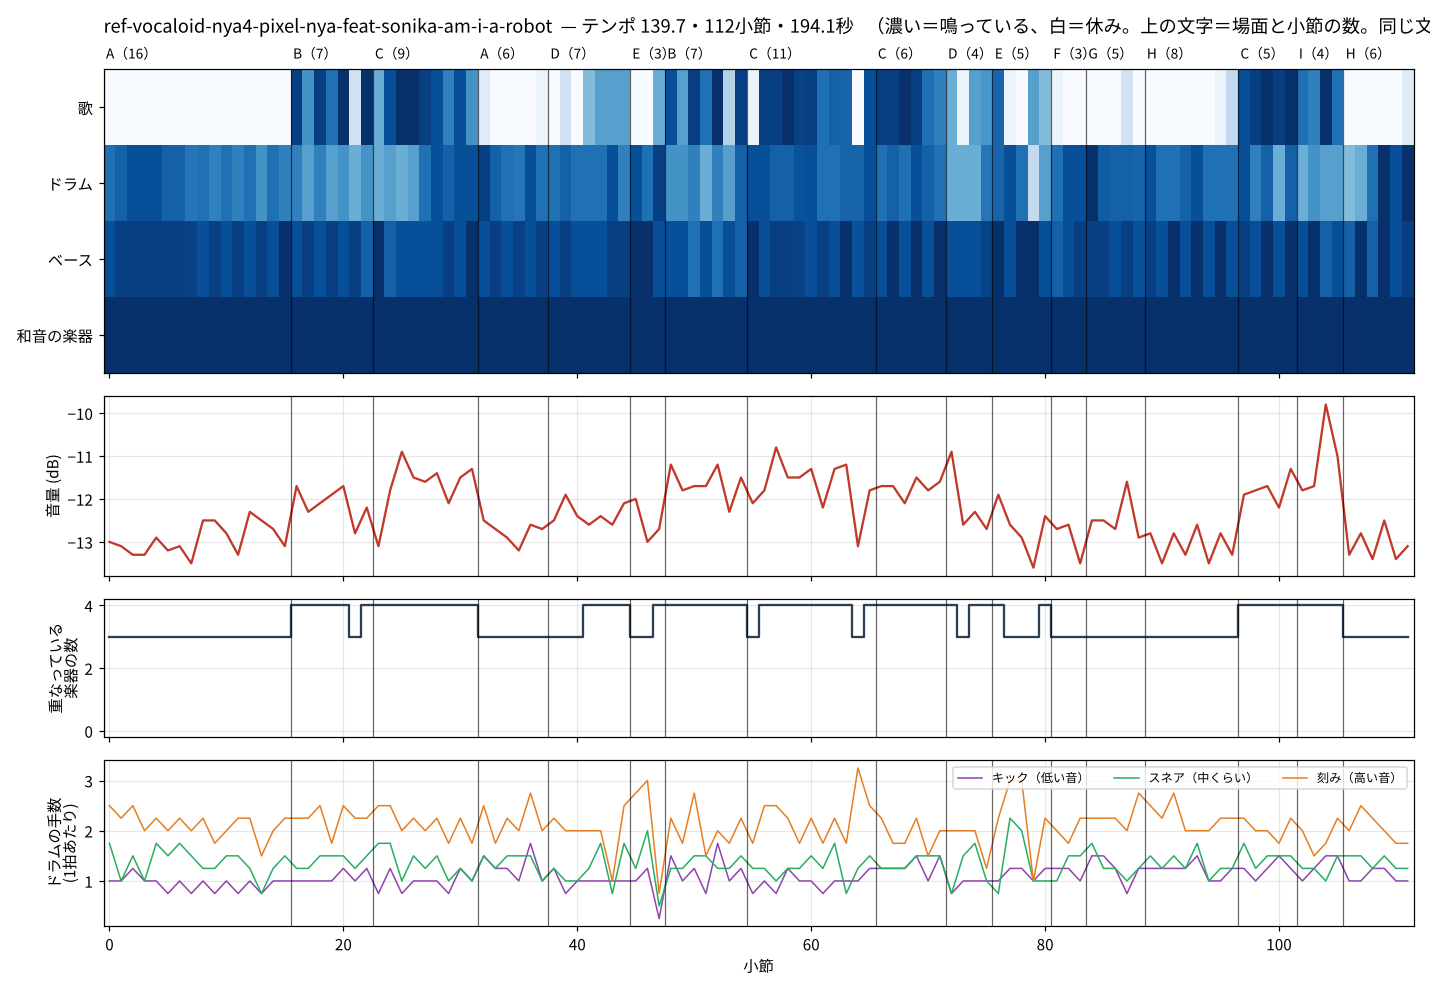 ref-vocaloid-nya4-pixel-nya-feat-sonika-am-i-a-robot — テンポ 139.7・112小節・194.1秒 （濃い＝鳴っている、白＝休み。上の文字＝場面と小節の数。同じ文
A（16） B（7） C（9） A（6） D（7） E（3） B（7） C（11） C（6） D（4） E（5） F（3） G（5） H（8） C（5） I（4） H（6）
歌
ドラム
ベース
和音の楽器
音量 (dB)
−10
−11
−12
−13
重なっている
楽器の数
4
2
0
ドラムの手数
(1拍あたり)
3
2
1
キック（低い音） スネア（中くらい） 刻み（高い音）
0 20 40 60 80 100
小節